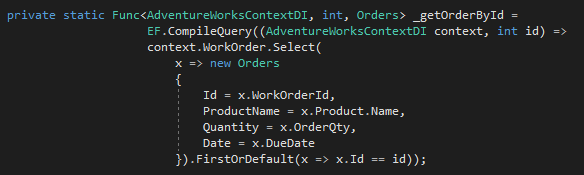 private static Func<AdventureWorksContextDI, int, Orders> _getOrderById =
EF.CompileQuery((AdventureWorksContextDI context, int id) =>
context.WorkOrder.Select(
x => new Orders
{
Id = x.WorkOrderId,
ProductName = x.Product.Name,
Quantity = x.OrderQty,
Date = x.DueDate
}).FirstOrDefault(x => x.Id == id));